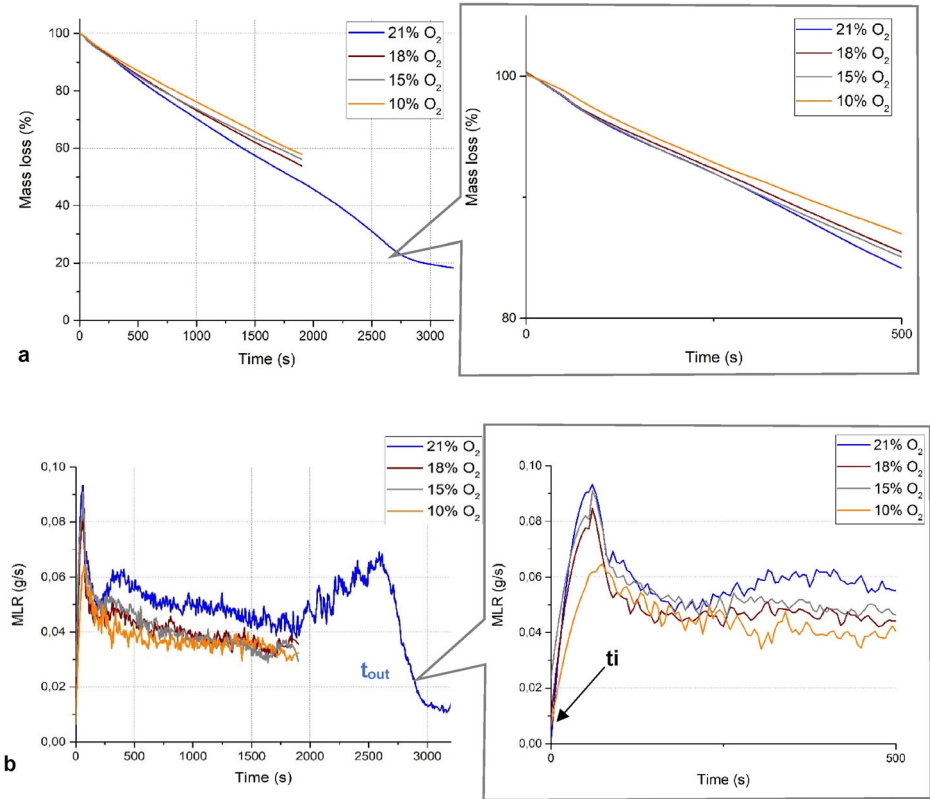 21% O2
18% O2
15% O2
10% O2
100
80
60
40
20
0
Mass loss (%)
0 500 1000 1500 2000 2500 3000
Time (s)
a
21% O2
18% O2
15% O2
10% O2
100
80
Mass loss (%)
0 500
Time (s)
21% O2
18% O2
15% O2
10% O2
0,10
0,08
0,06
0,04
0,02
0,00
MLR (g/s)
tout
0 500 1000 1500 2000 2500 3000
Time (s)
b
21% O2
18% O2
15% O2
10% O2
0,10
0,08
0,06
0,04
0,02
0,00
MLR (g/s)
ti
0 500
Time (s)